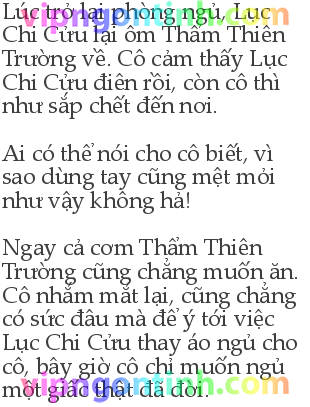 Lúc trở lại phòng ngủ, Lục
Chi Cửu lại ôm Thẩm Thiên
Trường về. Cô cảm thấy Lục
Chi Cửu điên rồi, còn cô thì
như sắp chết đến nơi.
Ai có thể nói cho cô biết, vì
sao dùng tay cũng mệt mỏi
như vậy không hả!
Ngay cả cơm Thẩm Thiên
Trường cũng chẳng muốn ăn.
Cô nhắm mắt lại, cũng chẳng
có sức đâu mà để ý tới việc
Lục Chi Cửu thay áo ngủ cho
cô, bây giờ cô chỉ muốn ngủ
vipngontinh.com
một giấc thật đã đời.